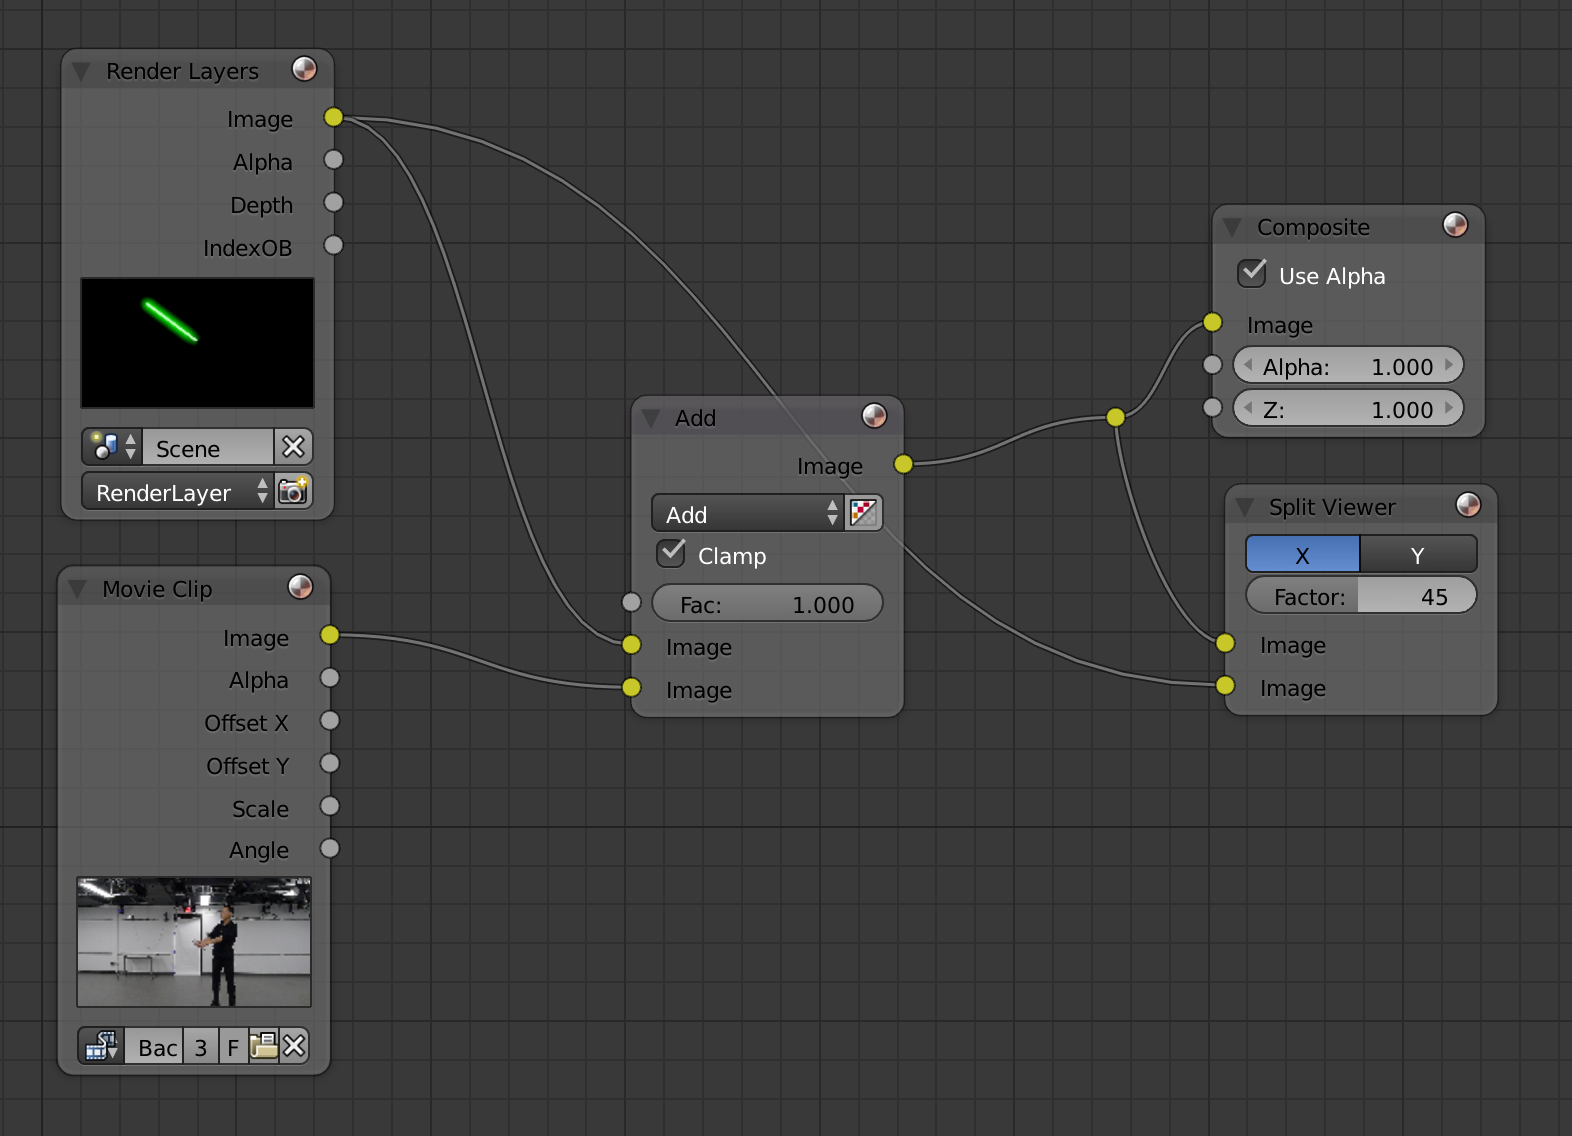 Render Layers
Image
Alpha
Depth
IndexOB
Scene
RenderLayer
Movie Clip
Image
Alpha
Offset X
Offset Y
Scale
Angle
Bac 3 F
Add
Image
Add
Clamp
Fac: 1.000
Image
Image
Composite
Use Alpha
Image
Alpha: 1.000
Z: 1.000
Split Viewer
X Y
Factor: 45
Image
Image